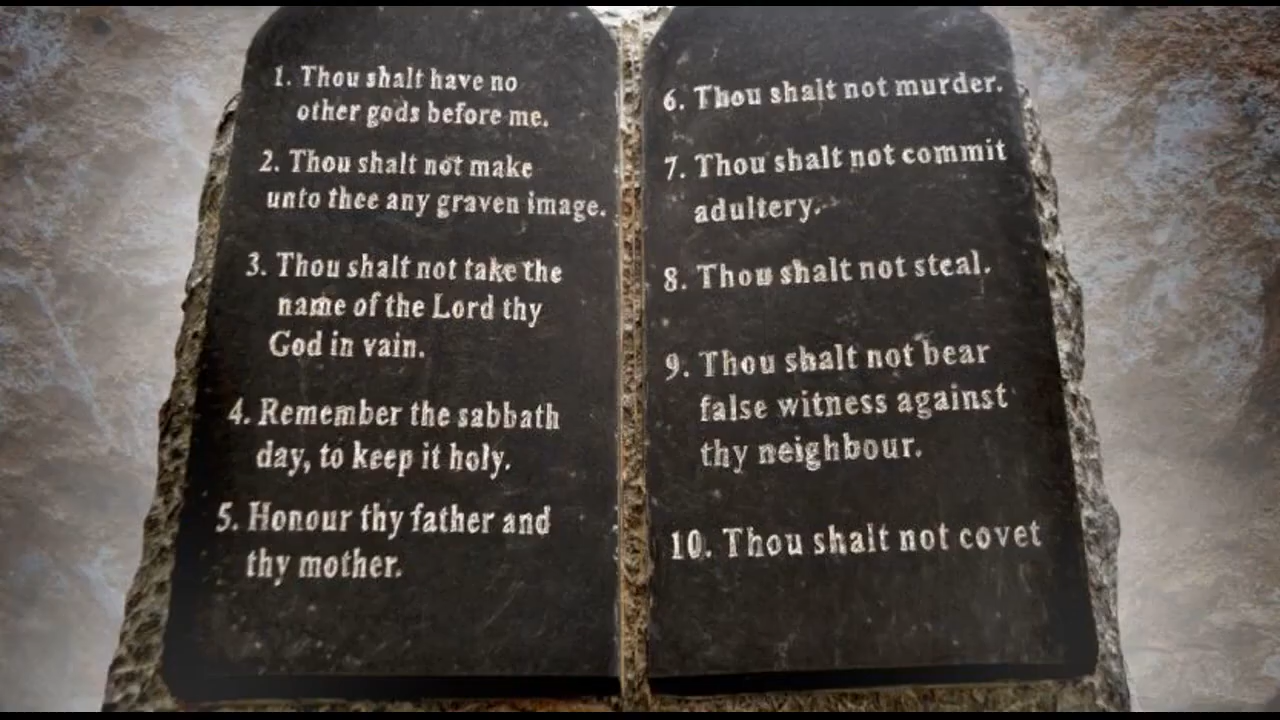 1. Thou shalt have no
other gods before me.
2. Thou shalt not make
unto thee any graven image.
3. Thou shalt not take the
name of the Lord thy
God in vain.
4. Remember the sabbath
day, to keep it holy.
5. Honour thy father and
thy mother.
6. Thou shalt not murder.
7. Thou shalt not commit
adultery.
8. Thou shalt not steal.
9. Thou shalt not bear
false witness against
thy neighbour.
10. Thou shalt not covet